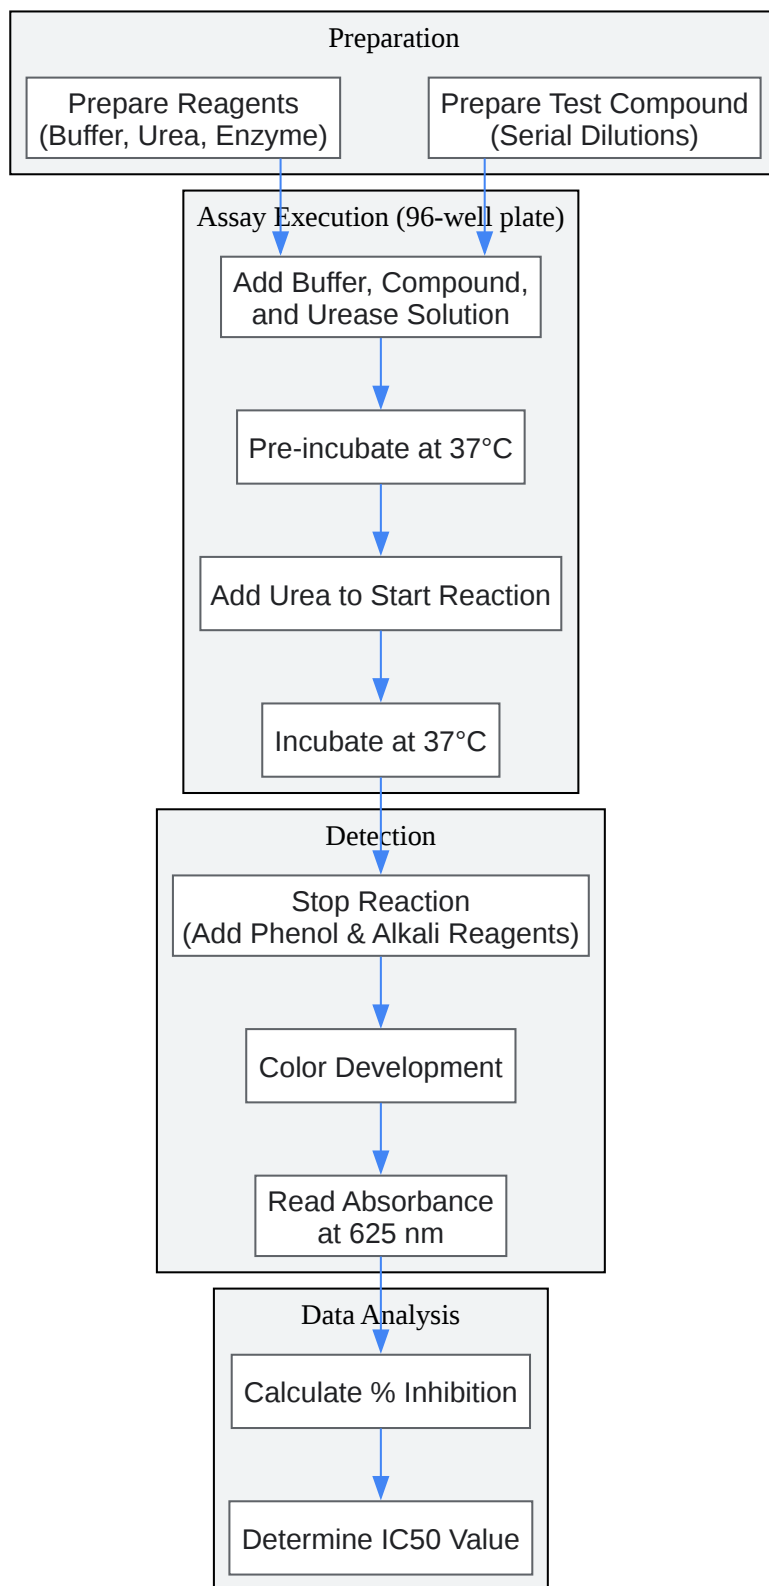 Preparation
Prepare Reagents
(Buffer, Urea, Enzyme)
Prepare Test Compound
(Serial Dilutions)
Assay Execution (96-well plate)
Add Buffer, Compound,
and Urease Solution
Pre-incubate at 37°C
Add Urea to Start Reaction
Incubate at 37°C
Detection
Stop Reaction
(Add Phenol & Alkali Reagents)
Color Development
Read Absorbance
at 625 nm
Data Analysis
Calculate % Inhibition
Determine IC50 Value